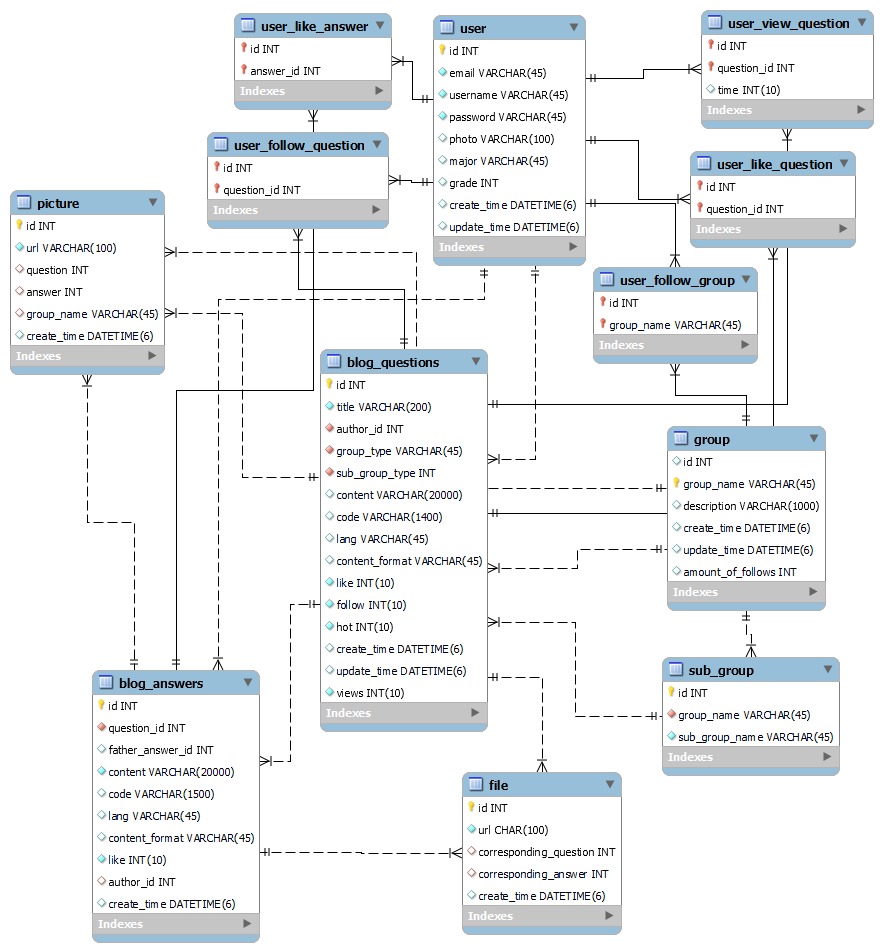 user_like_answer
id INT
answer_id INT
Indexes
user
id INT
email VARCHAR(45)
username VARCHAR(45)
password VARCHAR(45)
photo VARCHAR(100)
major VARCHAR(45)
grade INT
create_time DATETIME(6)
update_time DATETIME(6)
Indexes
user_view_question
id INT
question_id INT
time INT(10)
Indexes
user_follow_question
id INT
question_id INT
Indexes
user_like_question
id INT
question_id INT
Indexes
picture
id INT
url VARCHAR(100)
question INT
answer INT
group_name VARCHAR(45)
create_time DATETIME(6)
Indexes
user_follow_group
id INT
group_name VARCHAR(45)
Indexes
blog_questions
id INT
title VARCHAR(200)
author_id INT
group_type VARCHAR(45)
sub_group_type INT
content VARCHAR(20000)
code VARCHAR(1400)
lang VARCHAR(45)
content_format VARCHAR(45)
like INT(10)
follow INT(10)
hot INT(10)
create_time DATETIME(6)
update_time DATETIME(6)
views INT(10)
Indexes
group
id INT
group_name VARCHAR(45)
description VARCHAR(1000)
create_time DATETIME(6)
update_time DATETIME(6)
amount_of_follows INT
Indexes
sub_group
id INT
group_name VARCHAR(45)
sub_group_name VARCHAR(45)
Indexes
blog_answers
id INT
question_id INT
father_answer_id INT
content VARCHAR(20000)
code VARCHAR(1500)
lang VARCHAR(45)
content_format VARCHAR(45)
like INT(10)
author_id INT
create_time DATETIME(6)
Indexes
file
id INT
url CHAR(100)
corresponding_question INT
corresponding_answer INT
create_time DATETIME(6)
Indexes